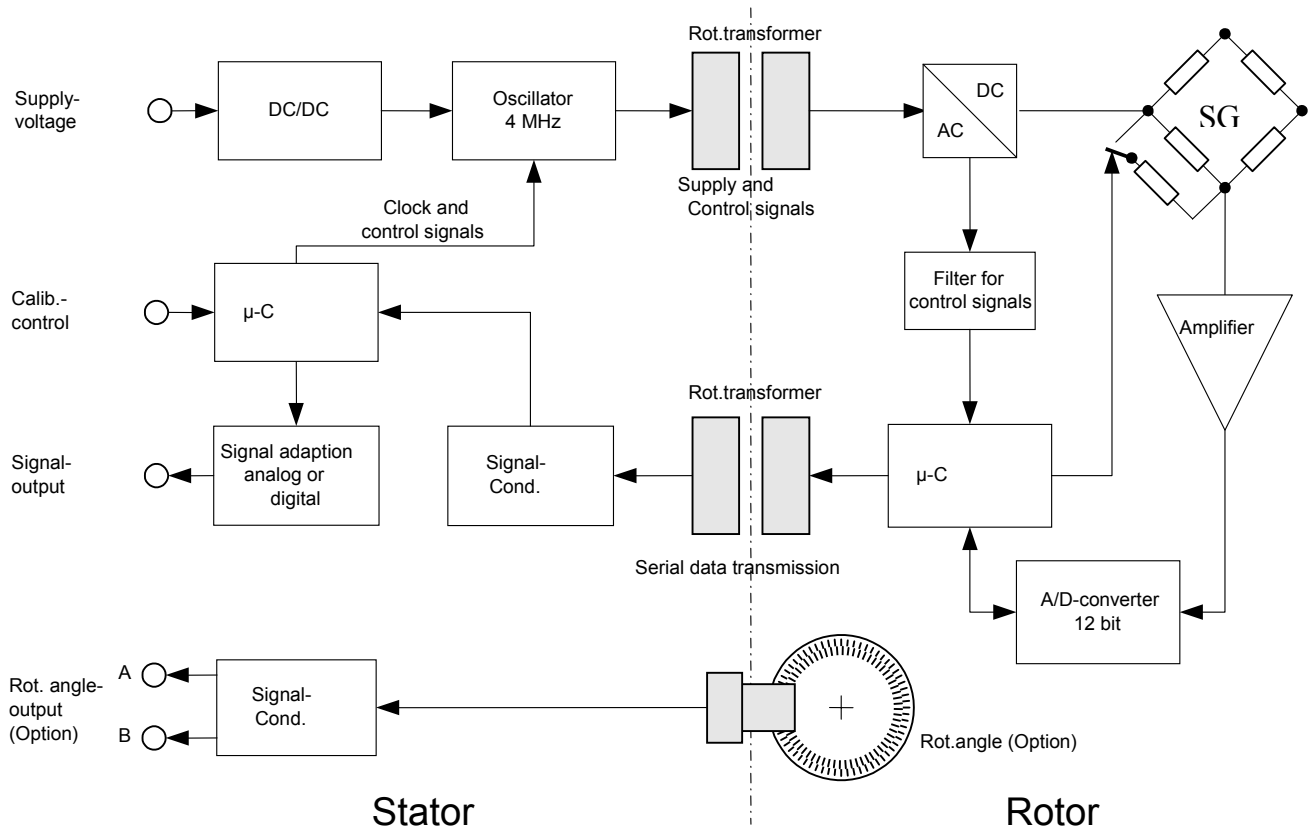 Rot.transformer
Supply-
voltage
DC/DC
Oscillator
4 MHz
DC
AC
SG
Supply and
Control signals
Clock and
control signals
Calib.-
control
µ-C
Filter for
control signals
Amplifier
Rot.transformer
Signal-
output
Signal adaption
analog or
digital
Signal-
Cond.
µ-C
Serial data transmission
A/D-converter
12 bit
Rot. angle-
output
(Option)
A
B
Signal-
Cond.
Rot.angle (Option)
Stator
Rotor